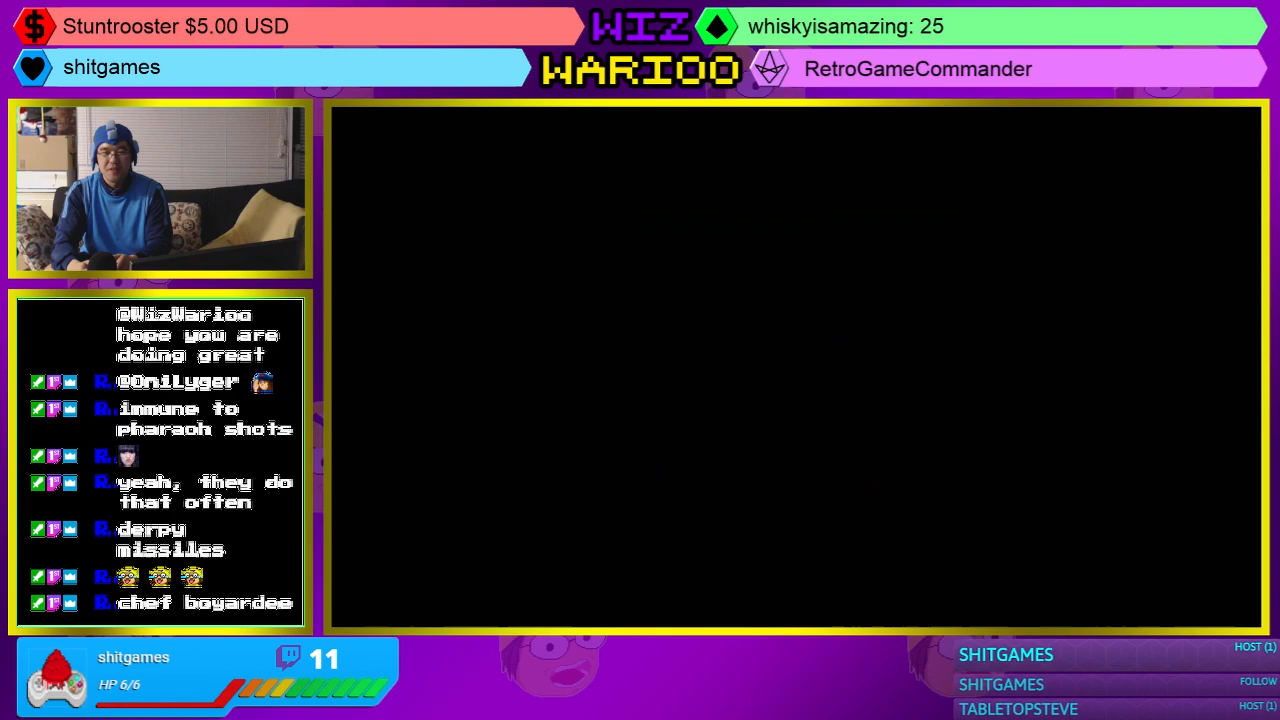 Stuntrooster $5.00 USD
WIZ
whiskyisamazing: 25
shitgames
WARIOO
RetroGameCommander
@WizWarioo
hope you are
doing great
R. @OmiLyger
R. immune to
pharaoh shots
R.
R. yeah, they do
that often
R. derpy
missiles
R.
R. chef boyardee
shitgames
11
HP 6/6
SHITGAMES HOST (1)
SHITGAMES FOLLOW
TABLETOPSTEVE HOST (1)